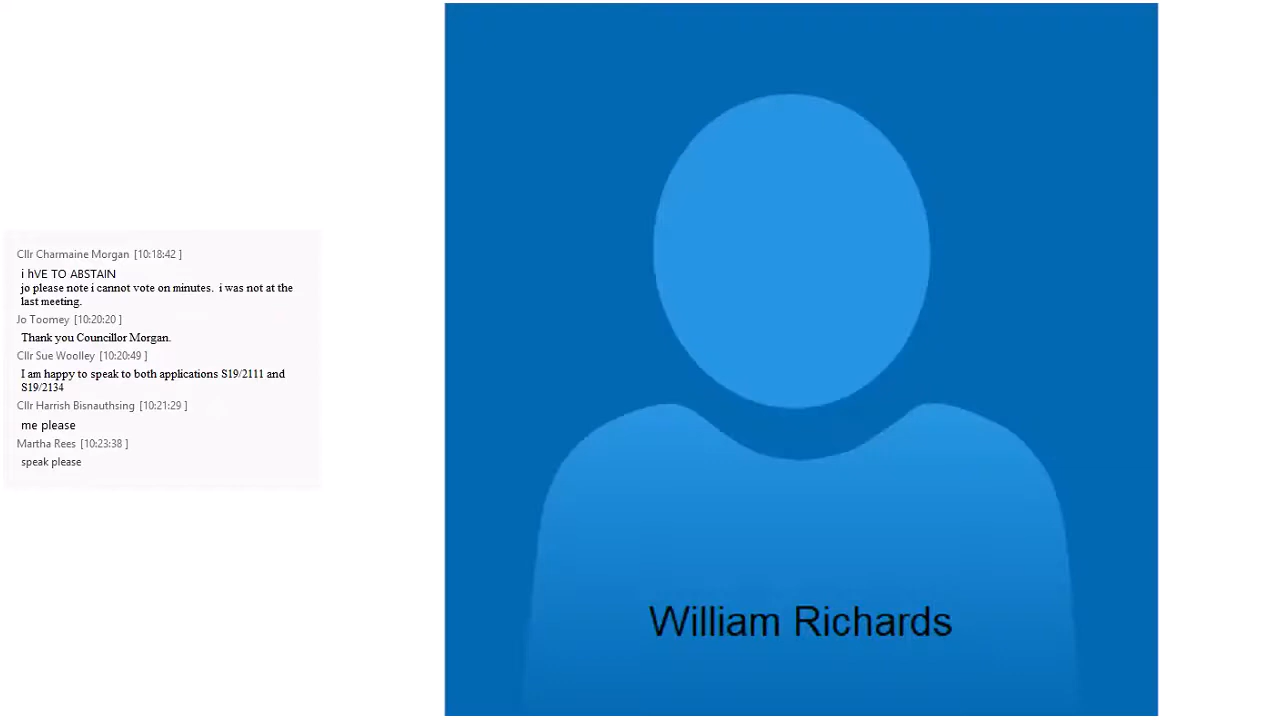 Cllr Charmaine Morgan [10:18:42 ]
i hVE TO ABSTAIN
jo please note i cannot vote on minutes.  i was not at the
last meeting.
Jo Toomey [10:20:20 ]
Thank you Councillor Morgan.
Cllr Sue Woolley [10:20:49 ]
I am happy to speak to both applications S19/2111 and
S19/2134
Cllr Harrish Bisnauthsing [10:21:29 ]
me please
Martha Rees [10:23:38 ]
speak please
William Richards